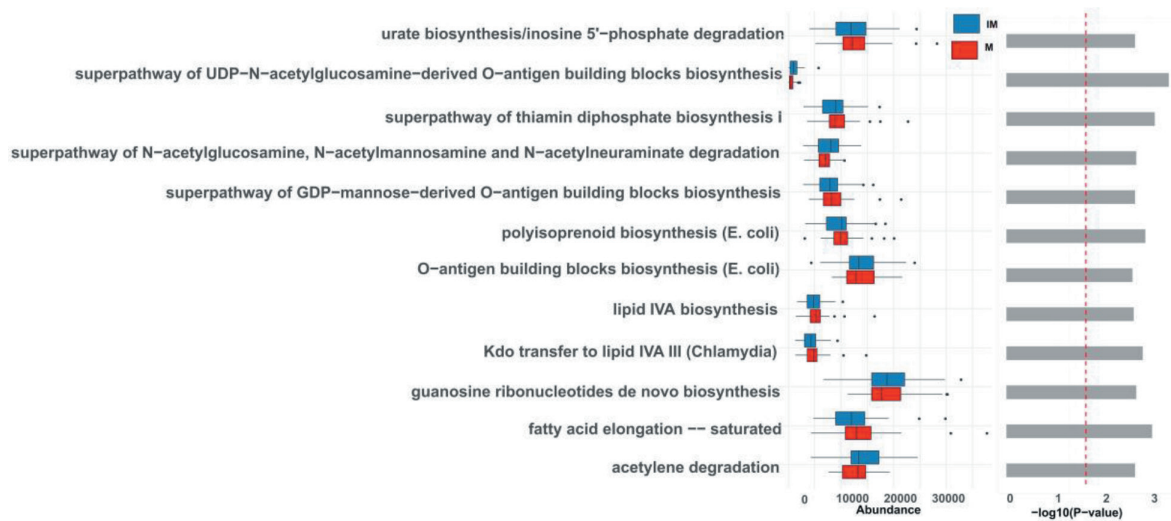 IM
M
urate biosynthesis/inosine 5'−phosphate degradation
superpathway of UDP−N−acetylglucosamine−derived O−antigen building blocks biosynthesis
superpathway of thiamin diphosphate biosynthesis i
superpathway of N−acetylglucosamine, N−acetylmannosamine and N−acetylneuraminate degradation
superpathway of GDP−mannose−derived O−antigen building blocks biosynthesis
polyisoprenoid biosynthesis (E. coli)
O−antigen building blocks biosynthesis (E. coli)
lipid IVA biosynthesis
Kdo transfer to lipid IVA III (Chlamydia)
guanosine ribonucleotides de novo biosynthesis
fatty acid elongation −− saturated
acetylene degradation
0 10000 20000 30000 0 1 2 3
Abundance −log10(P−value)